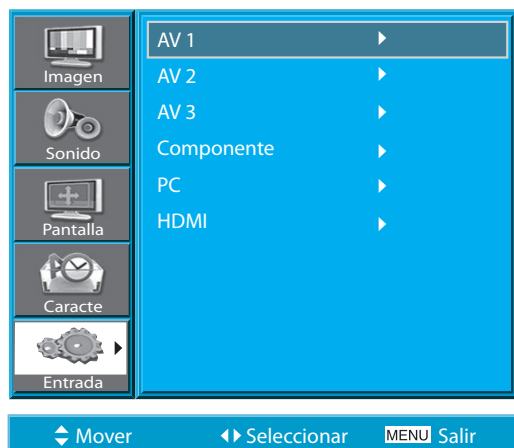 Imagen
Sonido
Pantalla
Caracte
Entrada
AV 1
AV 2
AV 3
Componente
PC
HDMI
Mover Seleccionar MENU Salir